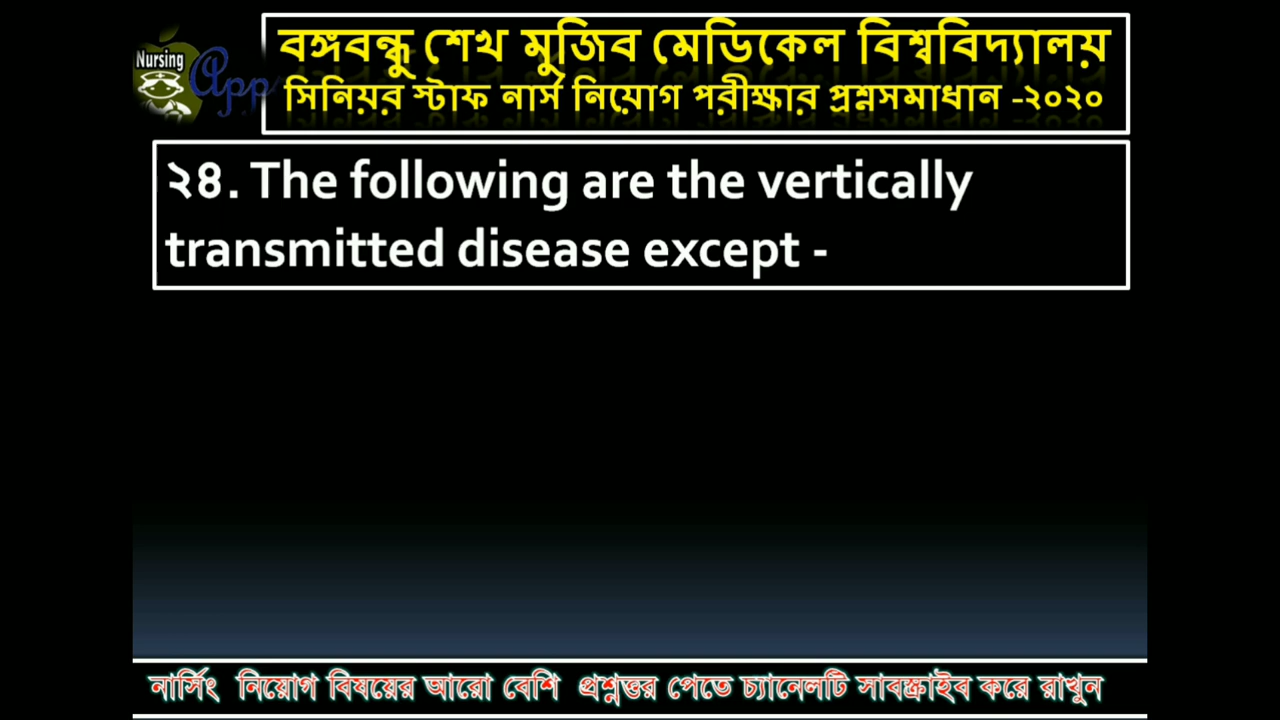 Nursing
App
বঙ্গবন্ধু শেখ মুজিব মেডিকেল বিশ্ববিদ্যালয়
সিনিয়র স্টাফ নার্স নিয়োগ পরীক্ষার প্রশ্নসমাধান -২০২০
২৪. The following are the vertically
transmitted disease except -
নার্সিং নিয়োগ বিষয়ের আরো বেশি প্রশ্নত্তর পেতে চ্যানেলটি সাবস্ক্রাইব করে রাখুন